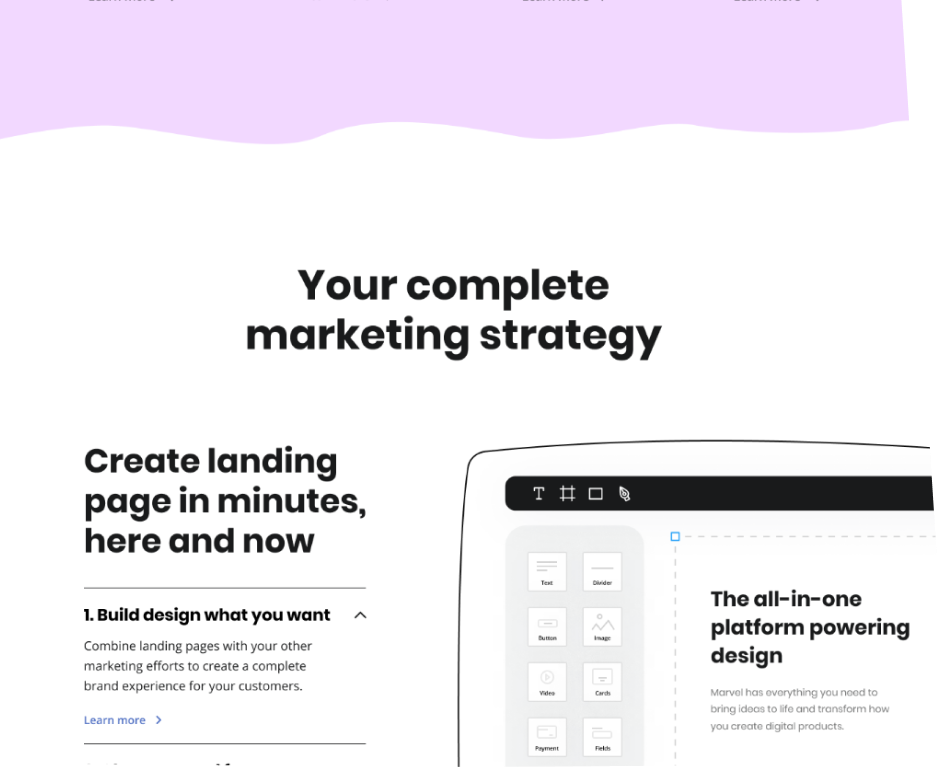 Your complete
marketing strategy
Create landing
page in minutes,
here and now
1. Build design what you want
Combine landing pages with your other
marketing efforts to create a complete
brand experience for your customers.
Learn more
Text
Divider
Button
Image
Video
Cards
Payment
Fields
The all-in-one
platform powering
design
Marvel has everything you need to
bring ideas to life and transform how
you create digital products.